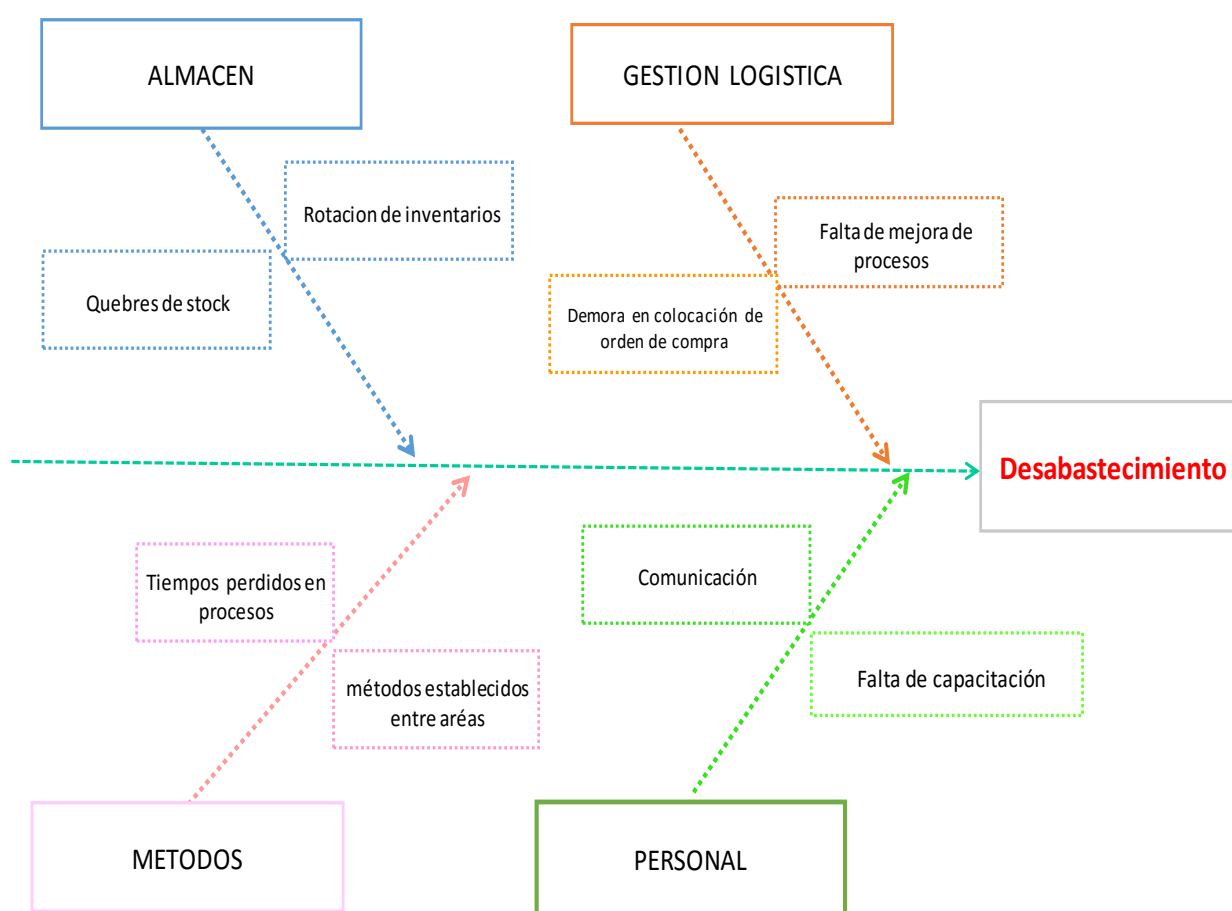 ALMACEN
GESTION LOGISTICA
Rotacion de inventarios
Falta de mejora de
procesos
Quebres de stock
Demora en colocación de
orden de compra
Desabastecimiento
Tiempos perdidos en
procesos
Comunicación
métodos establecidos
entre aréas
Falta de capacitación
METODOS
PERSONAL